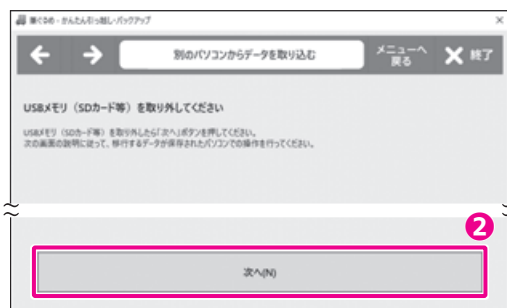 筆ぐるめ - かんたん引っ越し・バックアップ
別のパソコンからデータを取り込む
メニューへ
戻る
終了
USBメモリ（SDカード等）を取り外してください
USBメモリ（SDカード等）を取り外したら「次へ」ボタンを押してください。
次の画面の説明に従って、移行するデータが保存されたパソコンでの操作を行ってください。
2
次へ(N)